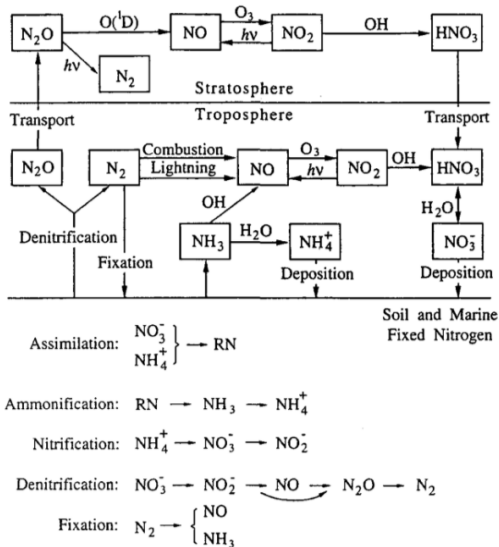 N₂O O(¹D) NO O₃ hν NO₂ OH HNO₃
hν N₂
Stratosphere
Troposphere
Transport Transport
N₂O N₂ Combustion Lightning NO O₃ hν NO₂ OH HNO₃
OH H₂O
Denitrification Fixation NH₃ H₂O NH₄⁺ NO₃⁻
Deposition Deposition
Soil and Marine
Fixed Nitrogen
Assimilation: NO₃⁻ NH₄⁺ } → RN
Ammonification: RN → NH₃ → NH₄⁺
Nitrification: NH₄⁺ → NO₃⁻ → NO₂⁻
Denitrification: NO₃⁻ → NO₂⁻ → NO → N₂O → N₂
Fixation: N₂ → { NO NH₃